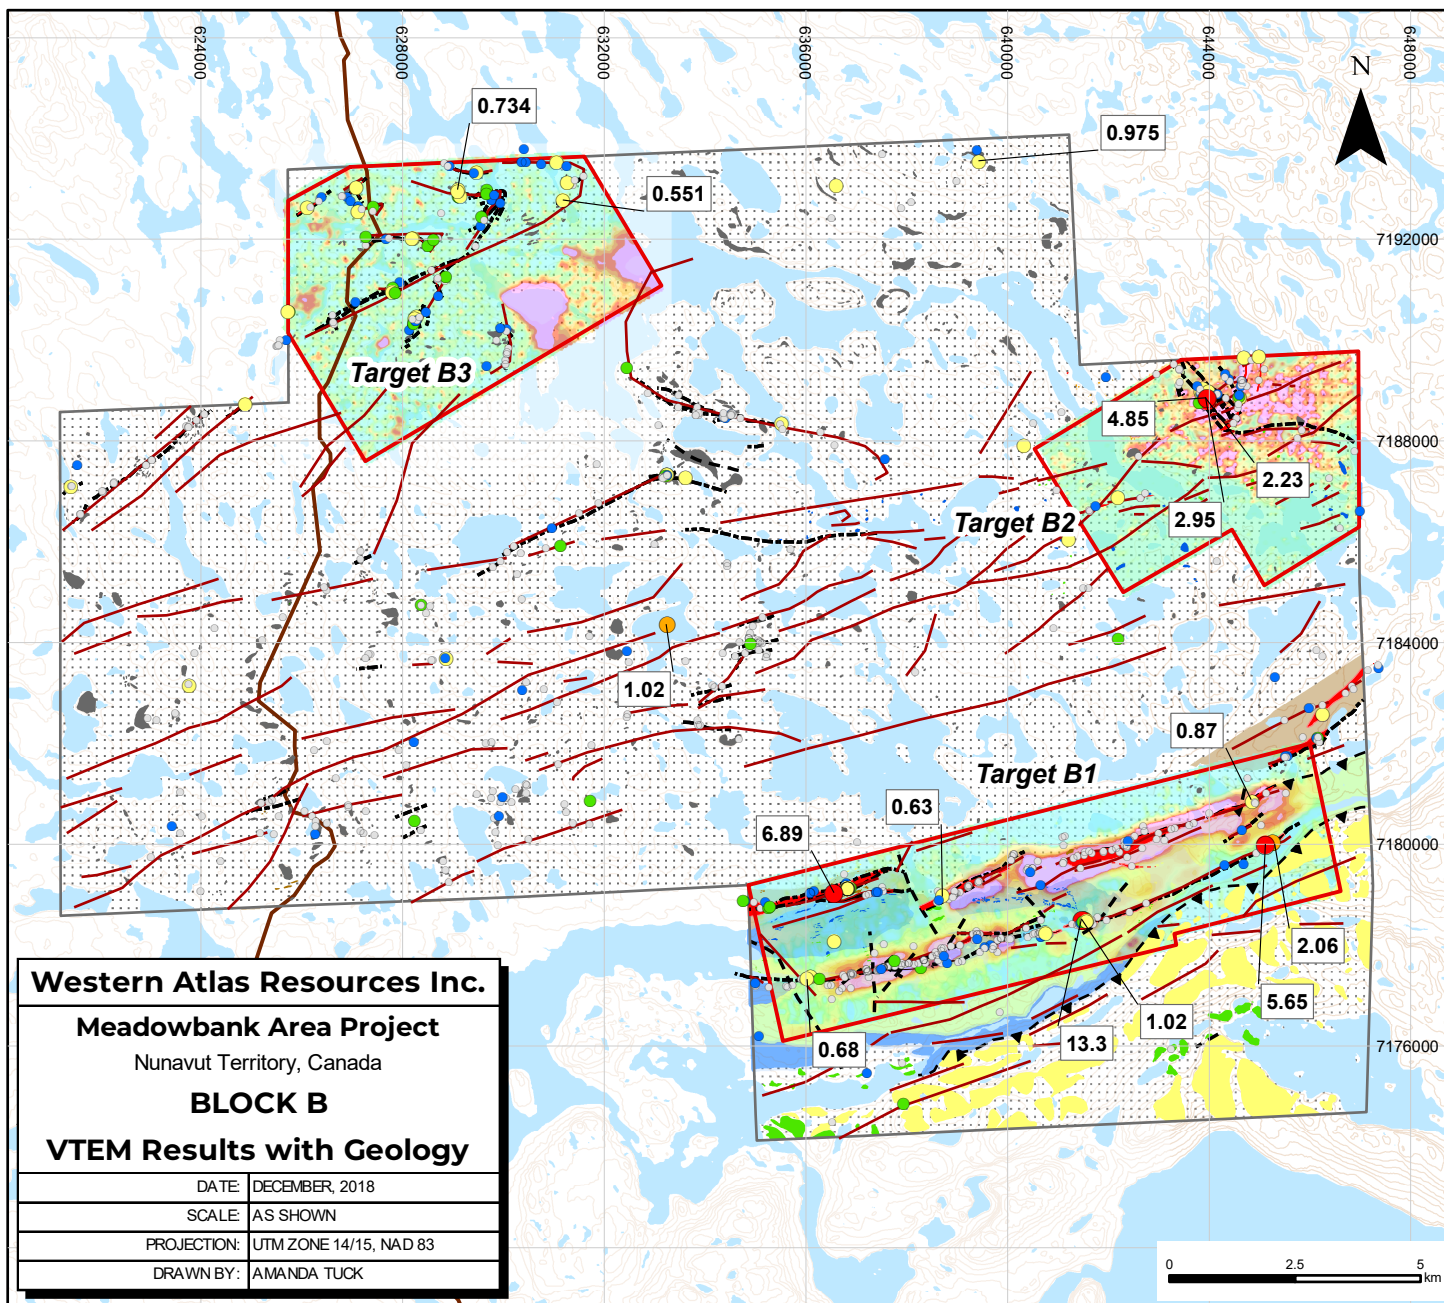 624000
628000
632000
636000
640000
644000
648000
N
0.734
0.975
0.551
7192000
Target B3
4.85
7188000
2.23
2.95
Target B2
7184000
1.02
0.87
Target B1
0.63
6.89
7180000
2.06
5.65
1.02
13.3
0.68
7176000
Western Atlas Resources Inc.
Meadowbank Area Project
Nunavut Territory, Canada
BLOCK B
VTEM Results with Geology
DATE: DECEMBER, 2018
SCALE: AS SHOWN
PROJECTION: UTM ZONE 14/15, NAD 83
DRAWN BY: AMANDA TUCK
0 2.5 5
km